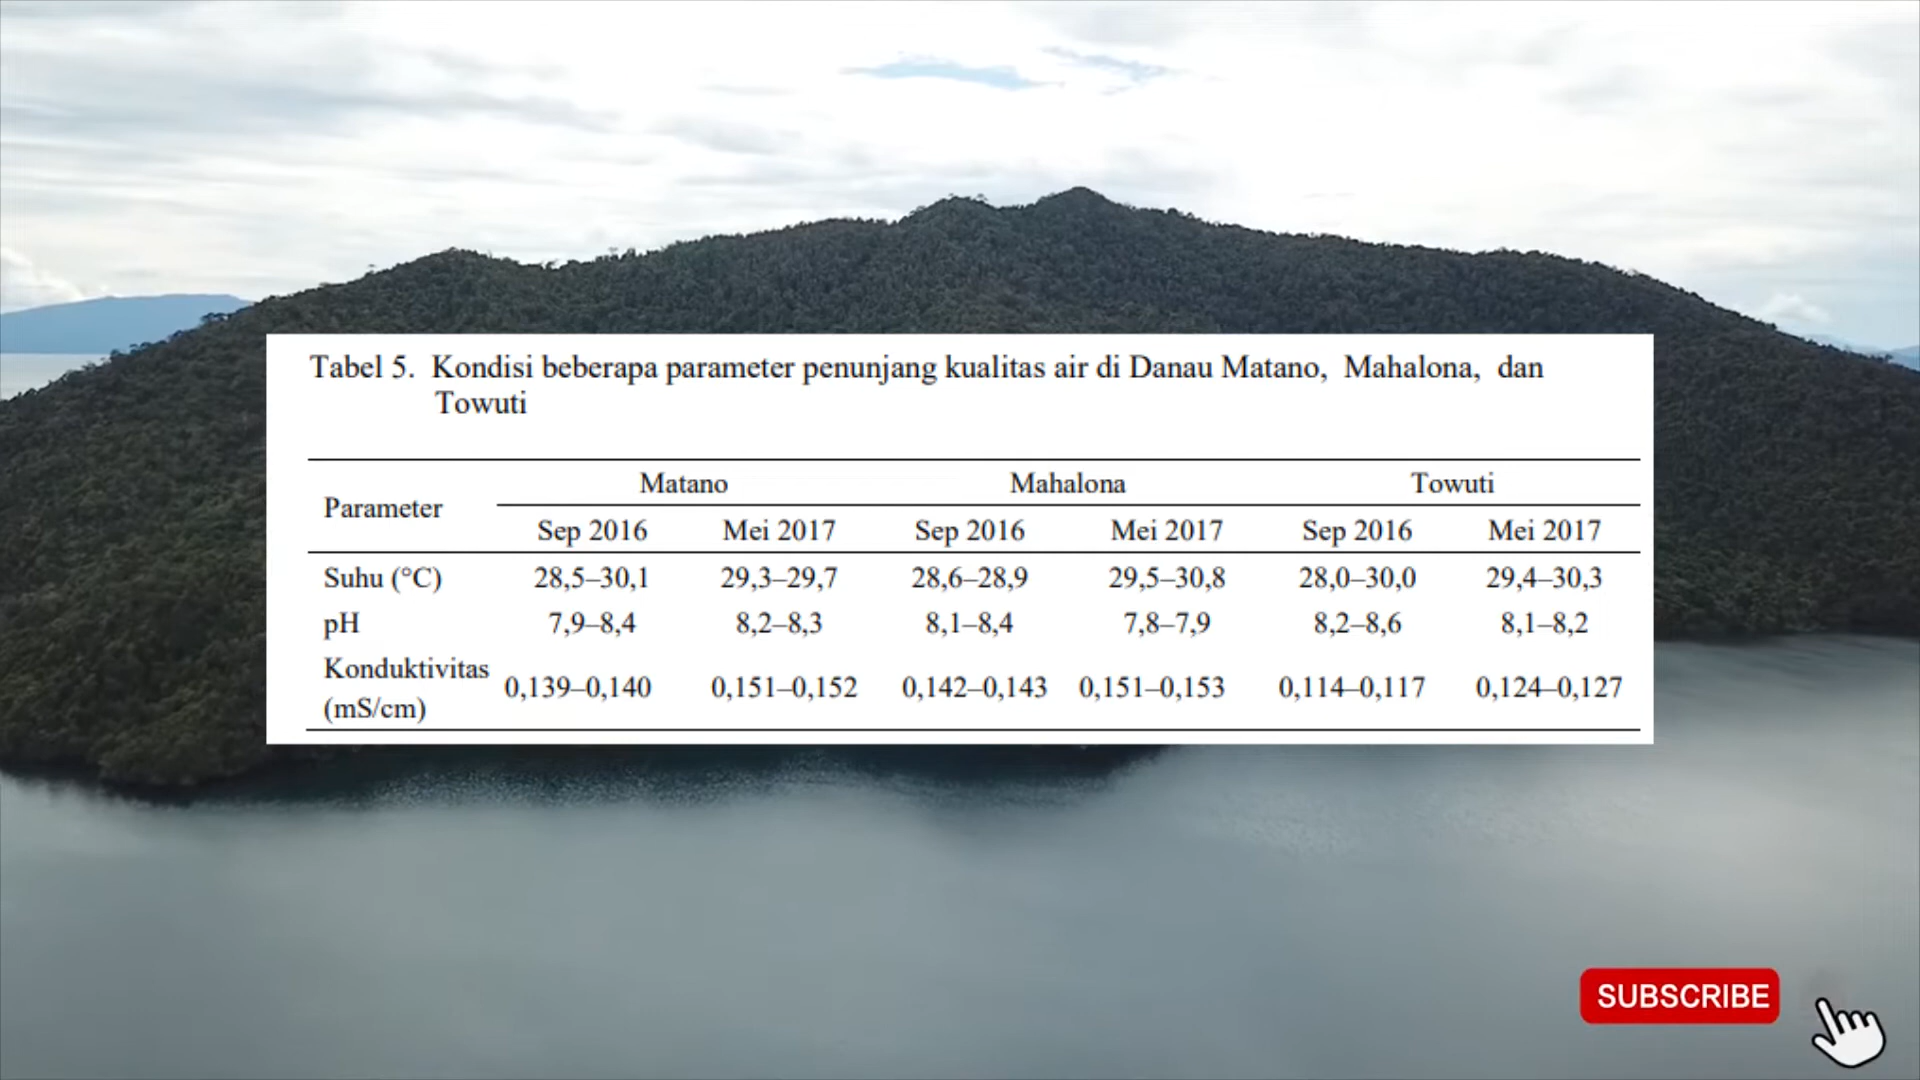 Tabel 5. Kondisi beberapa parameter penunjang kualitas air di Danau Matano, Mahalona, dan
Towuti
Parameter Matano Mahalona Towuti
Sep 2016 Mei 2017 Sep 2016 Mei 2017 Sep 2016 Mei 2017
Suhu (°C) 28,5–30,1 29,3–29,7 28,6–28,9 29,5–30,8 28,0–30,0 29,4–30,3
pH 7,9–8,4 8,2–8,3 8,1–8,4 7,8–7,9 8,2–8,6 8,1–8,2
Konduktivitas
(mS/cm) 0,139–0,140 0,151–0,152 0,142–0,143 0,151–0,153 0,114–0,117 0,124–0,127
SUBSCRIBE